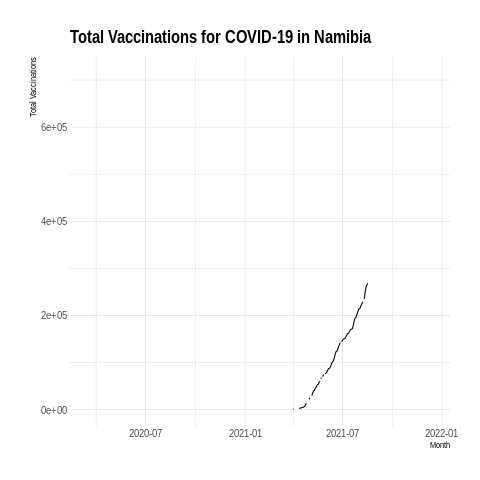 Total Vaccinations for COVID-19 in Namibia
Total Vaccinations
6e+05
4e+05
2e+05
0e+00
2020-07 2021-01 2021-07 2022-01
Month